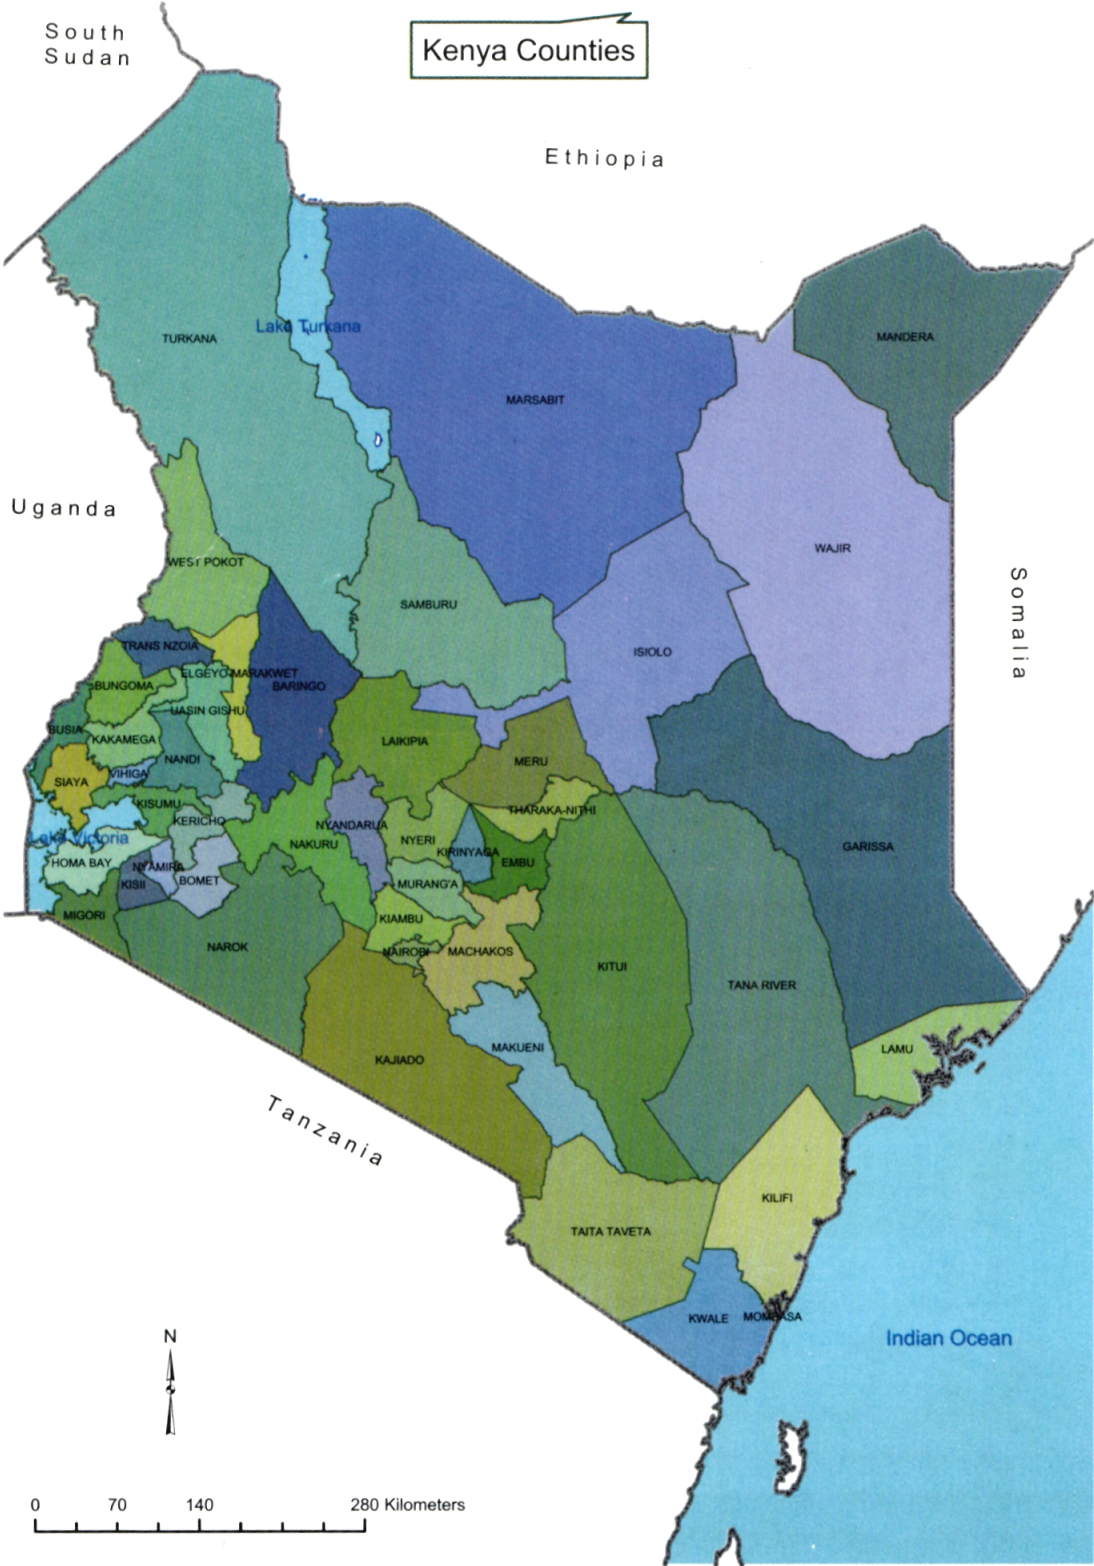 South
Sudan
Kenya Counties
Ethiopia
Lake Turkana
TURKANA
MANDERA
MARSABIT
Uganda
WAJIR
WEST POKOT
Somalia
SAMBURU
TRANS NZOIA
ISIOLO
ELGEYO-MARAKWET
BUNGOMA
BARINGO
UASIN GISHU
BUSIA
KAKAMEGA
LAIKIPIA
NANDI
MERU
VIHIGA
SIAYA
KISUMU
THARAKA-NITHI
KERICHO
NYANDARUA
Lake Victoria
NYERI
NAKURU
GARISSA
KIRINYAGA
HOMA BAY
EMBU
NYAMIRA
BOMET
KISII
MURANG'A
MIGORI
KIAMBU
NAROK
NAIROBI
MACHAKOS
KITUI
TANA RIVER
MAKUENI
LAMU
KAJIADO
Tanzania
KILIFI
TAITA TAVETA
KWALE
MOMBASA
N
Indian Ocean
0 70 140 280 Kilometers